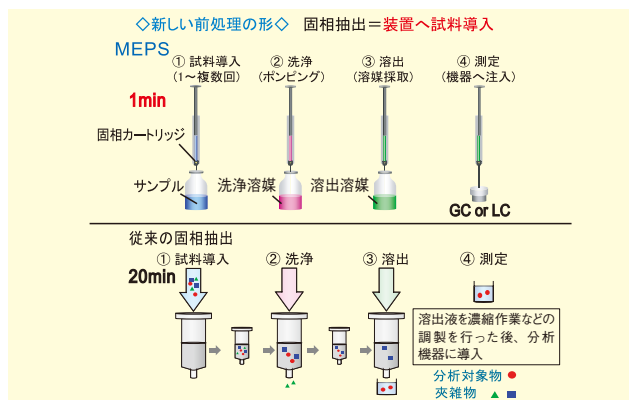 ◇新しい前処理の形◇ 固相抽出＝装置へ試料導入
MEPS
① 試料導入
(1～複数回)
② 洗浄
(ポンピング)
③ 溶出
(溶媒採取)
④ 測定
(機器へ注入)
1min
固相カートリッジ
サンプル
洗浄溶媒
溶出溶媒
GC or LC
従来の固相抽出
① 試料導入
② 洗浄
③ 溶出
④ 測定
20min
溶出液を濃縮作業などの
調製を行った後、分析
機器に導入
分析対象物
夾雑物